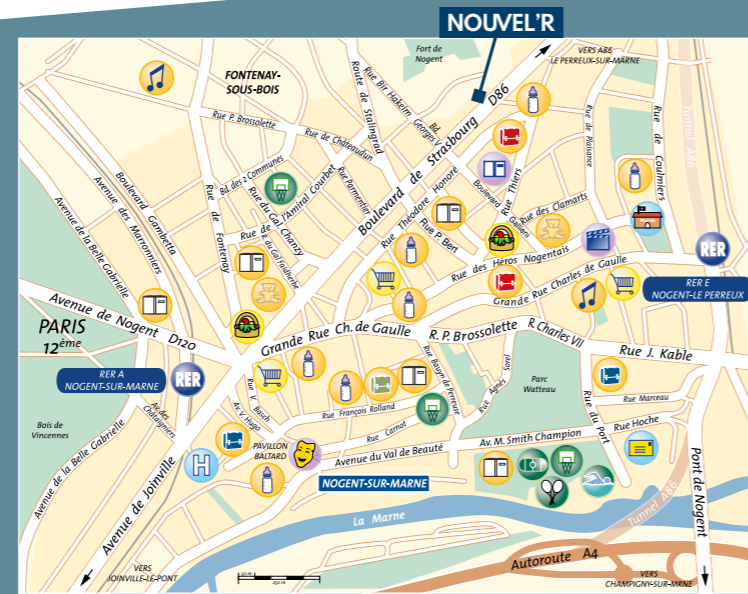 NOUVEL'R
Fort de
Nogent
VERS A86
LE PERREUX-SUR-MARNE
FONTENAY-
SOUS-BOIS
Route de Stalingrad
Rue Bir Hakeim
Bd.
Georges V
D86
Rue P. Brossolette
Rue de Châteaudun
Boulevard de Strasbourg
Rue de Plaisance
Rue de Coulmiers
Tunnel A86
Bd. des 2 Communes
Rue Parmentier
Rue de l'Amiral Courbet
Rue du Gal Chanzy
R. du Gal Faidherbe
Rue de Fontenay
Boulevard Gambetta
Avenue des Marronniers
Avenue de la Belle Gabrielle
Rue Théodore Honoré
Rue P. Bert
Boulevard Gallieni
Rue Thiers
Rue des Clamarts
Rue des Héros Nogentais
Grande Rue Charles de Gaulle
RER
RER E
NOGENT-LE PERREUX
Avenue de Nogent D120
PARIS
12ème
Grande Rue Ch. de Gaulle
R. P. Brossolette
R. Charles VII
Rue J. Kable
RER A
NOGENT-SUR-MARNE
RER
Rue V. Basch
Av. V. Hugo
Av. des
Châtaigniers
Rue François Rolland
Rue Bauyn de Perreuse
Rue Agnès Sorel
Parc
Watteau
Rue du Port
Rue Marceau
Rue Hoche
Rue Carnot
Av. M. Smith Champion
Bois de
Vincennes
Avenue de la Belle Gabrielle
H
PAVILLON
BALTARD
Avenue du Val de Beauté
Avenue de Joinville
NOGENT-SUR-MARNE
La Marne
Tunnel A86
Pont de Nogent
Autoroute A4
VERS
JOINVILLE-LE-PONT
250 m
VERS
CHAMPIGNY-SUR-MRNE